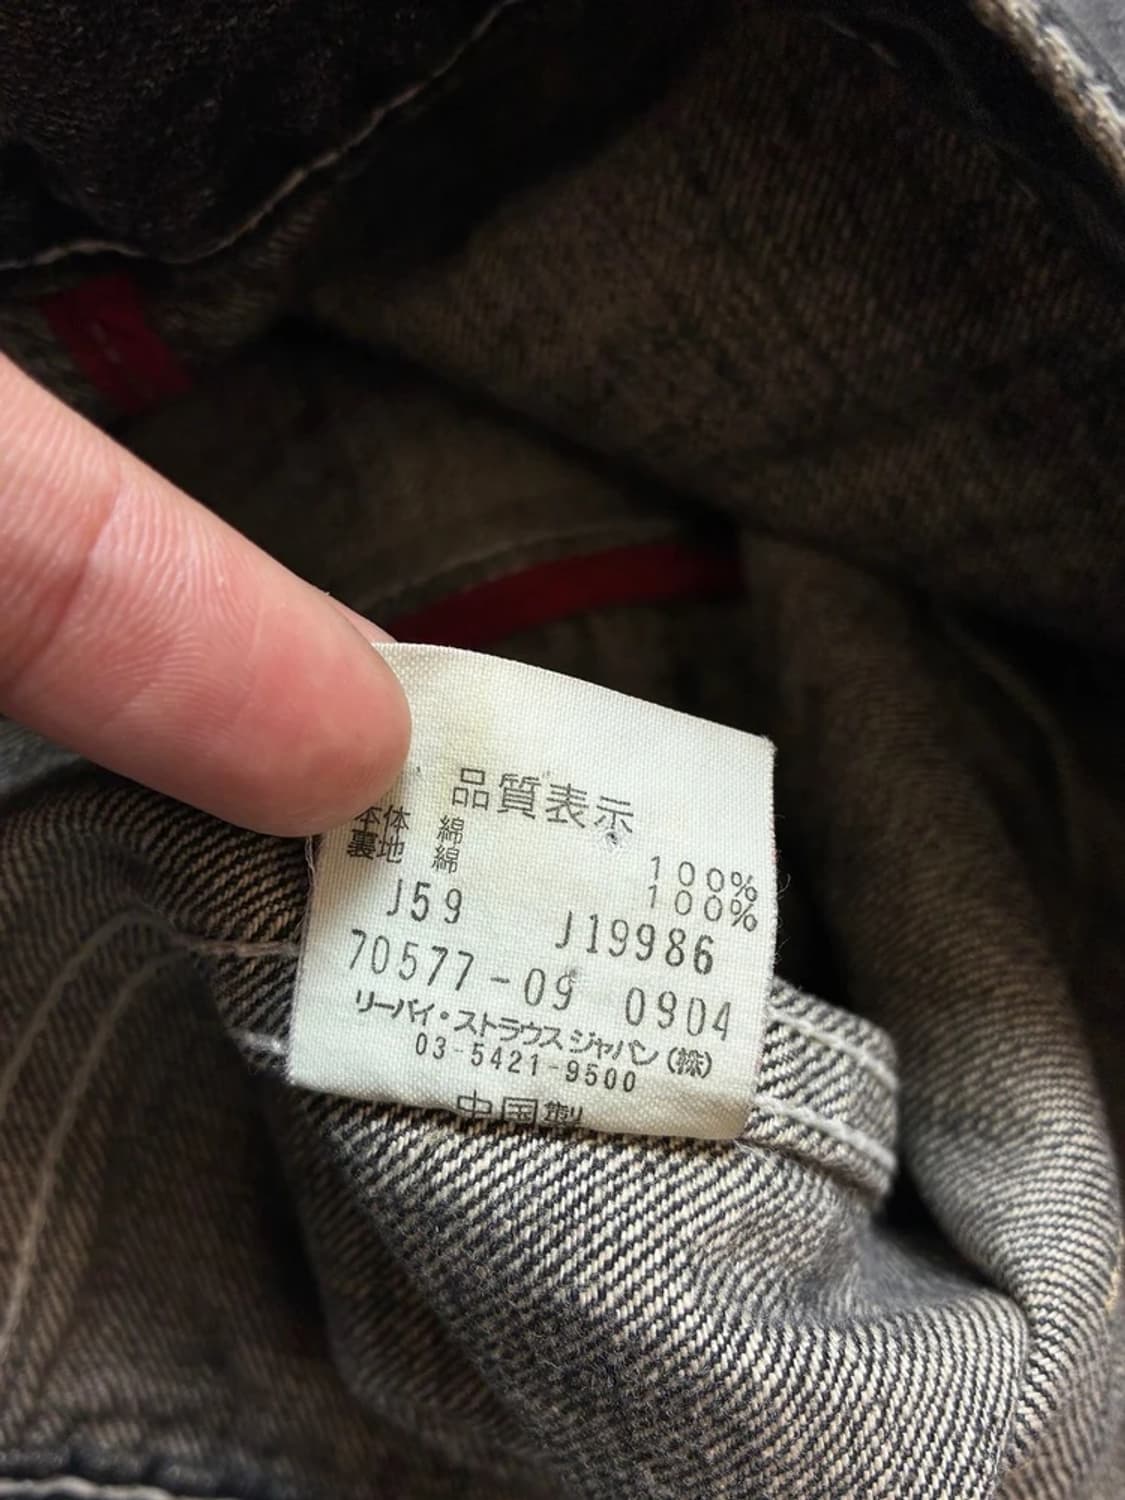 品質表示
本体 綿 100%
裏地 綿 100%
J59 J19986
70577-09 0904
リーバイ・ストラウス ジャパン (株)
03-5421-9500
中国製